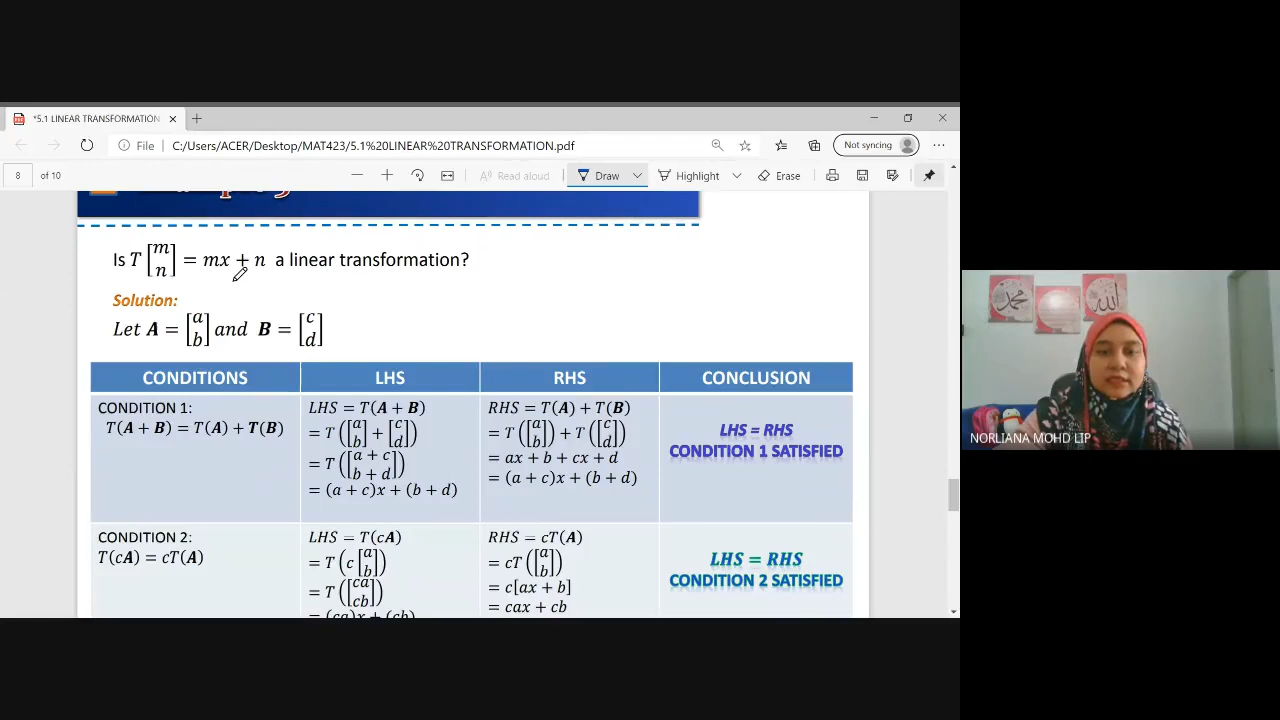 *5.1 LINEAR TRANSFORMATION
File C:/Users/ACER/Desktop/MAT423/5.1%20LINEAR%20TRANSFORMATION.pdf Not syncing
8 of 10 Read aloud Draw Highlight Erase
Is T [m n] = mx + n a linear transformation?
Solution:
Let A = [a b] and B = [c d]
CONDITIONS LHS RHS CONCLUSION
CONDITION 1:
T(A + B) = T(A) + T(B)
LHS = T(A + B)
= T([a b] + [c d])
= T([a + c b + d])
= (a + c)x + (b + d)
RHS = T(A) + T(B)
= T([a b]) + T([c d])
= ax + b + cx + d
= (a + c)x + (b + d)
LHS = RHS
CONDITION 1 SATISFIED
CONDITION 2:
T(cA) = cT(A)
LHS = T(cA)
= T(c[a b])
= T([ca cb])
= (ca)x + (cb)
RHS = cT(A)
= cT([a b])
= c[ax + b]
= cax + cb
LHS = RHS
CONDITION 2 SATISFIED
NORLIANA MOHD LIP